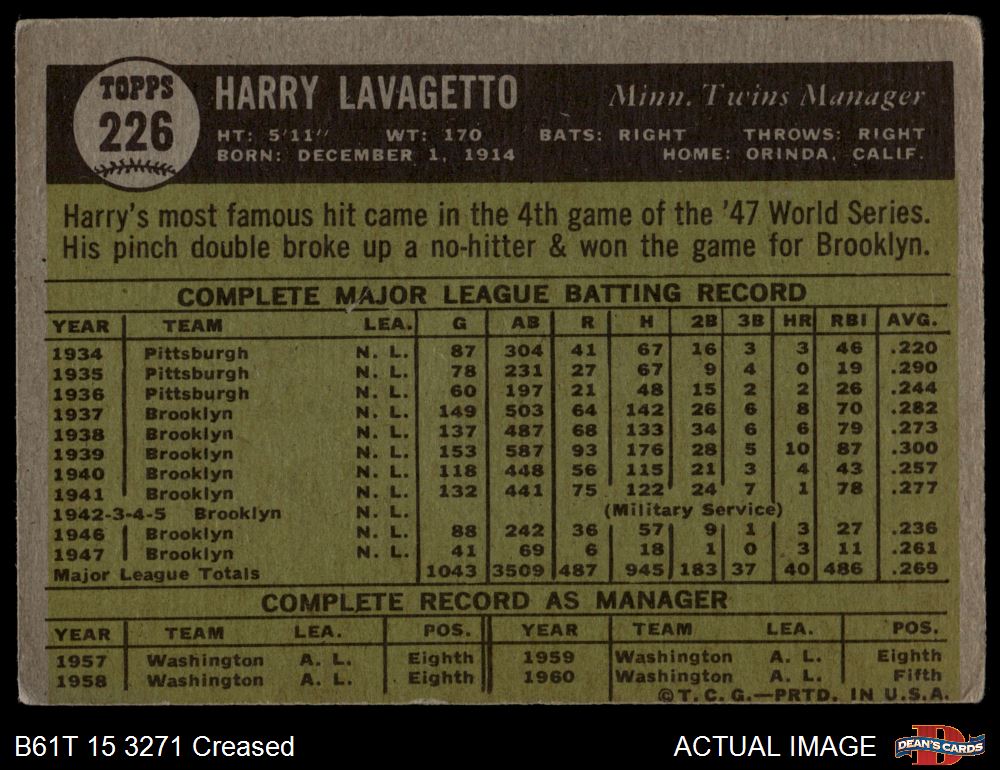 TOPPS
226
HARRY LAVAGETTO Minn. Twins Manager
HT: 5'11" WT: 170 BATS: RIGHT THROWS: RIGHT
BORN: DECEMBER 1, 1914 HOME: ORINDA, CALIF.
Harry's most famous hit came in the 4th game of the '47 World Series.
His pinch double broke up a no-hitter & won the game for Brooklyn.
COMPLETE MAJOR LEAGUE BATTING RECORD
YEAR TEAM LEA. G AB R H 2B 3B HR RBI AVG.
1934 Pittsburgh N. L. 87 304 41 67 16 3 3 46 .220
1935 Pittsburgh N. L. 78 231 27 67 9 4 0 19 .290
1936 Pittsburgh N. L. 60 197 21 48 15 2 2 26 .244
1937 Brooklyn N. L. 149 503 64 142 26 6 8 70 .282
1938 Brooklyn N. L. 137 487 68 133 34 6 6 79 .273
1939 Brooklyn N. L. 153 587 93 176 28 5 10 87 .300
1940 Brooklyn N. L. 118 448 56 115 21 3 4 43 .257
1941 Brooklyn N. L. 132 441 75 122 24 7 1 78 .277
1942-3-4-5 Brooklyn N. L. (Military Service)
1946 Brooklyn N. L. 88 242 36 57 9 1 3 27 .236
1947 Brooklyn N. L. 41 69 6 18 1 0 3 11 .261
Major League Totals 1043 3509 487 945 183 37 40 486 .269
COMPLETE RECORD AS MANAGER
YEAR TEAM LEA. POS. YEAR TEAM LEA. POS.
1957 Washington A. L. Eighth 1959 Washington A. L. Eighth
1958 Washington A. L. Eighth 1960 Washington A. L. Fifth
©T. C. G.—PRTD. IN U.S.A.
B61T 15 3271 Creased ACTUAL IMAGE DEAN'S CARDS